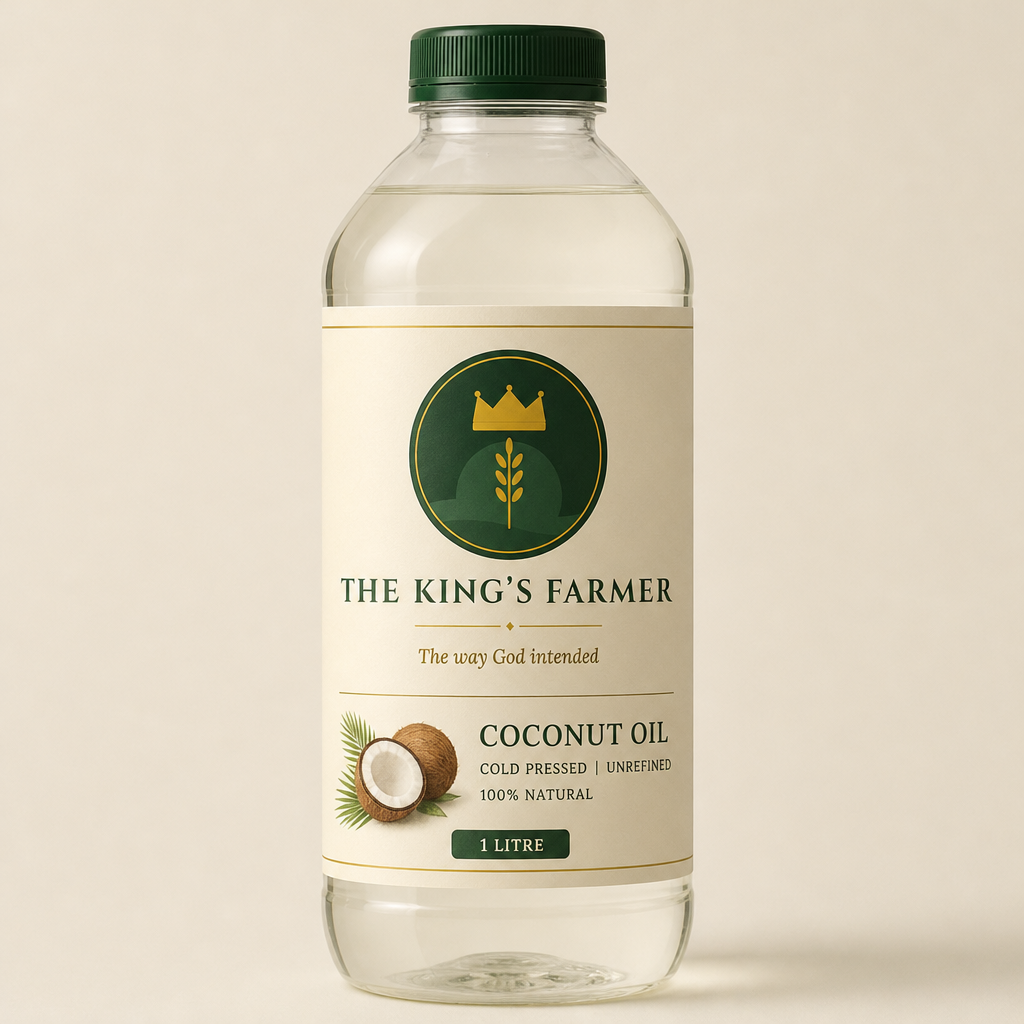 THE KING’S FARMER
The way God intended
COCONUT OIL
COLD PRESSED | UNREFINED
100% NATURAL
1 LITRE